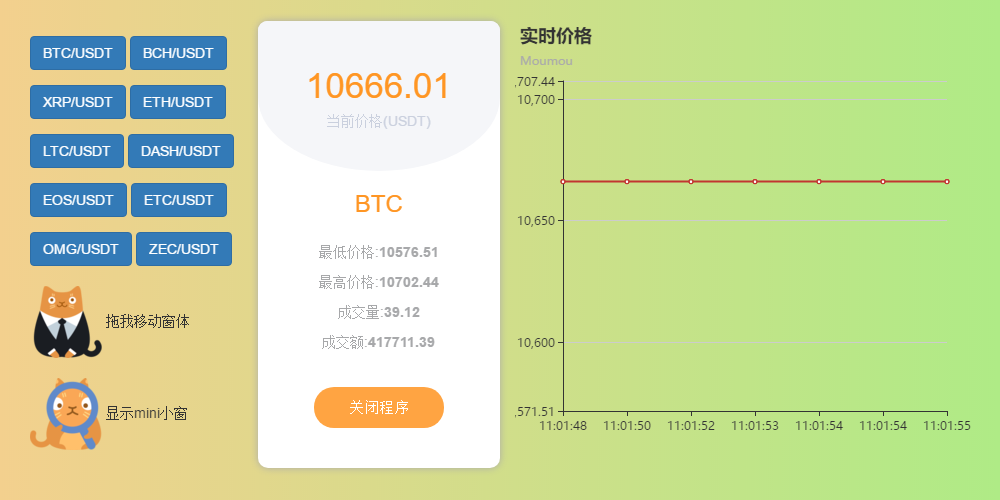 BTC/USDT BCH/USDT
XRP/USDT ETH/USDT
LTC/USDT DASH/USDT
EOS/USDT ETC/USDT
OMG/USDT ZEC/USDT
拖我移动窗体
显示mini小窗
10666.01
当前价格(USDT)
BTC
最低价格:10576.51
最高价格:10702.44
成交量:39.12
成交额:417711.39
关闭程序
实时价格
Moumou
,707.44
10,700
10,650
10,600
,571.51
11:01:48 11:01:50 11:01:52 11:01:53 11:01:54 11:01:54 11:01:55